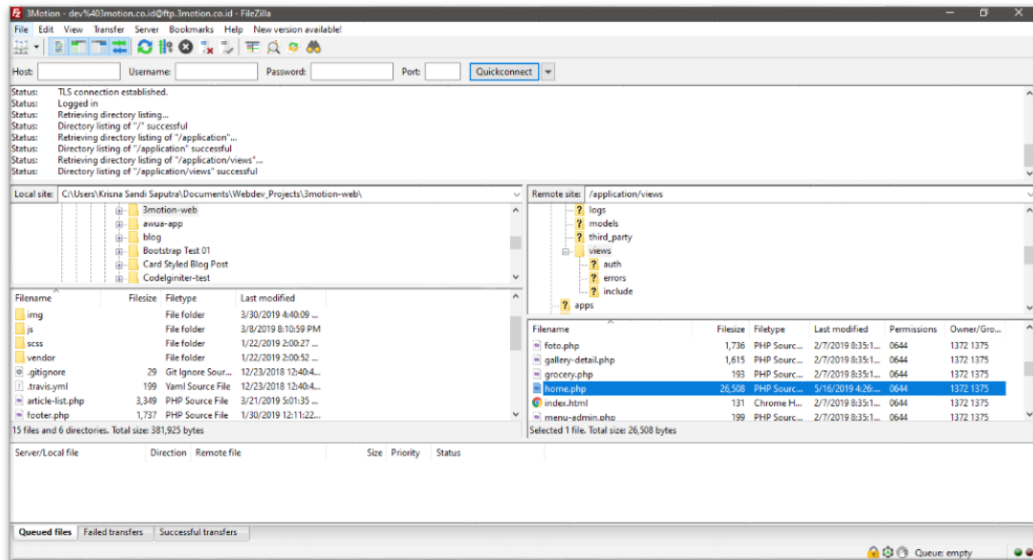 3Motion - dev%403motion.co.id@ftp.3motion.co.id - FileZilla
File Edit View Transfer Server Bookmarks Help New version available!
Host: Username: Password: Port: Quickconnect
Status: TLS connection established.
Status: Logged in
Status: Retrieving directory listing...
Status: Directory listing of "/" successful
Status: Retrieving directory listing of "/application"...
Status: Directory listing of "/application" successful
Status: Retrieving directory listing of "/application/views"...
Status: Directory listing of "/application/views" successful
Local site: C:\Users\Krisna Sandi Saputra\Documents\Webdev_Projects\3motion-web\
3motion-web
awua-app
blog
Bootstrap Test 01
Card Styled Blog Post
CodeIginiter-test
Filename Filesize Filetype Last modified
img File folder 3/30/2019 4:40:09 ...
js File folder 3/8/2019 8:10:59 PM
scss File folder 1/22/2019 2:00:27 ...
vendor File folder 1/22/2019 2:00:52 ...
.gitignore 29 Git Ignore Sour... 12/23/2018 12:40:4...
.travis.yml 199 Yaml Source File 12/23/2018 12:40:4...
article-list.php 3,349 PHP Source File 3/21/2019 5:01:35 ...
footer.php 1,737 PHP Source File 1/30/2019 12:11:22...
15 files and 6 directories. Total size: 381,925 bytes
Remote site: /application/views
logs
models
third_party
views
auth
errors
include
apps
Filename Filesize Filetype Last modified Permissions Owner/Gro...
foto.php 1,736 PHP Sourc... 2/7/2019 8:35:1... 0644 1372 1375
gallery-detail.php 1,615 PHP Sourc... 2/7/2019 8:35:1... 0644 1372 1375
grocery.php 193 PHP Sourc... 2/7/2019 8:35:1... 0644 1372 1375
home.php 26,508 PHP Sourc... 5/16/2019 4:26:... 0644 1372 1375
index.html 131 Chrome H... 2/7/2019 8:35:1... 0644 1372 1375
menu-admin.php 199 PHP Sourc... 2/7/2019 8:35:1... 0644 1372 1375
Selected 1 file. Total size: 26,508 bytes
Server/Local file Direction Remote file Size Priority Status
Queued files Failed transfers Successful transfers
Queue: empty